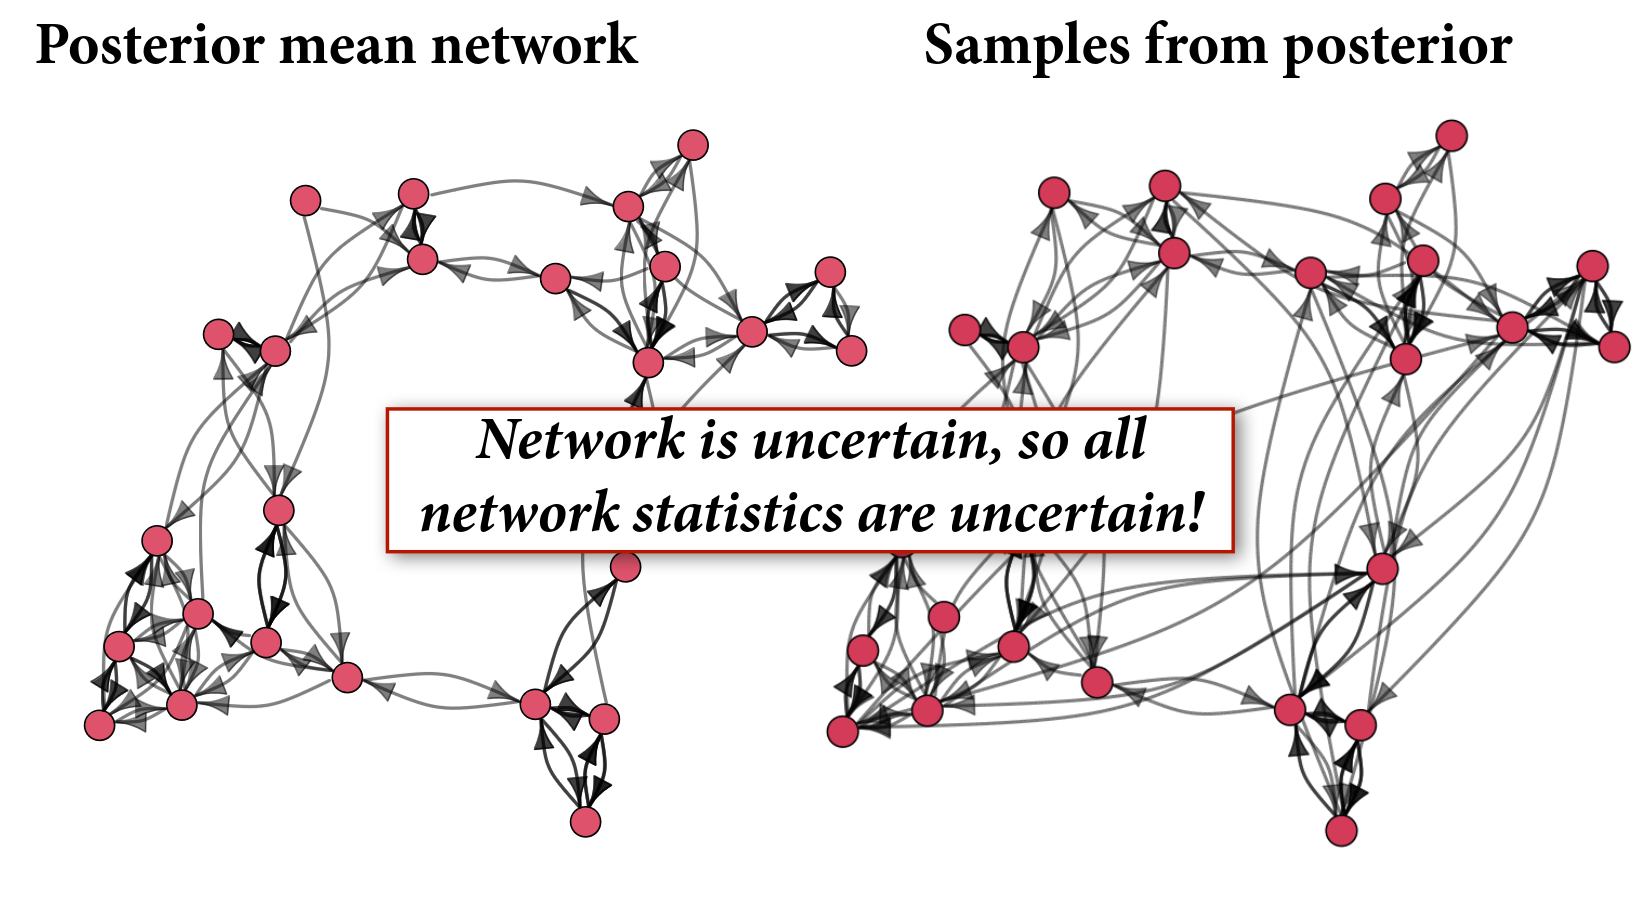 Posterior mean network
Samples from posterior
Network is uncertain, so all
network statistics are uncertain!